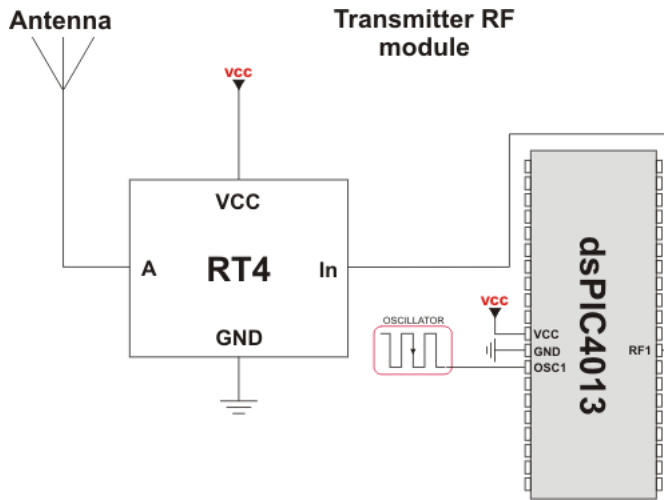 Antenna
Transmitter RF
module
vcc
VCC
A
RT4
In
GND
OSCILLATOR
vcc
VCC
GND
OSC1
dsPIC4013
RF1